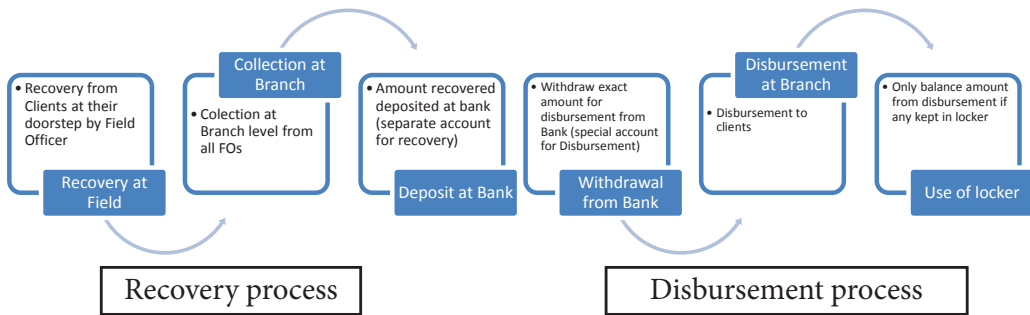 • Recovery from
Clients at their
doorstep by Field
Officer
Recovery at
Field
Collection at
Branch
• Colection at
Branch level from
all FOs
• Amount recovered
deposited at bank
(separate account
for recovery)
Deposit at Bank
• Withdraw exact
amount for
disbursement from
Bank (special account
for Disbursement)
Withdrawal
from Bank
Disbursement
at Branch
• Disbursement to
clients
• Only balance amount
from disbursement if
any kept in locker
Use of locker
Recovery process
Disbursement process